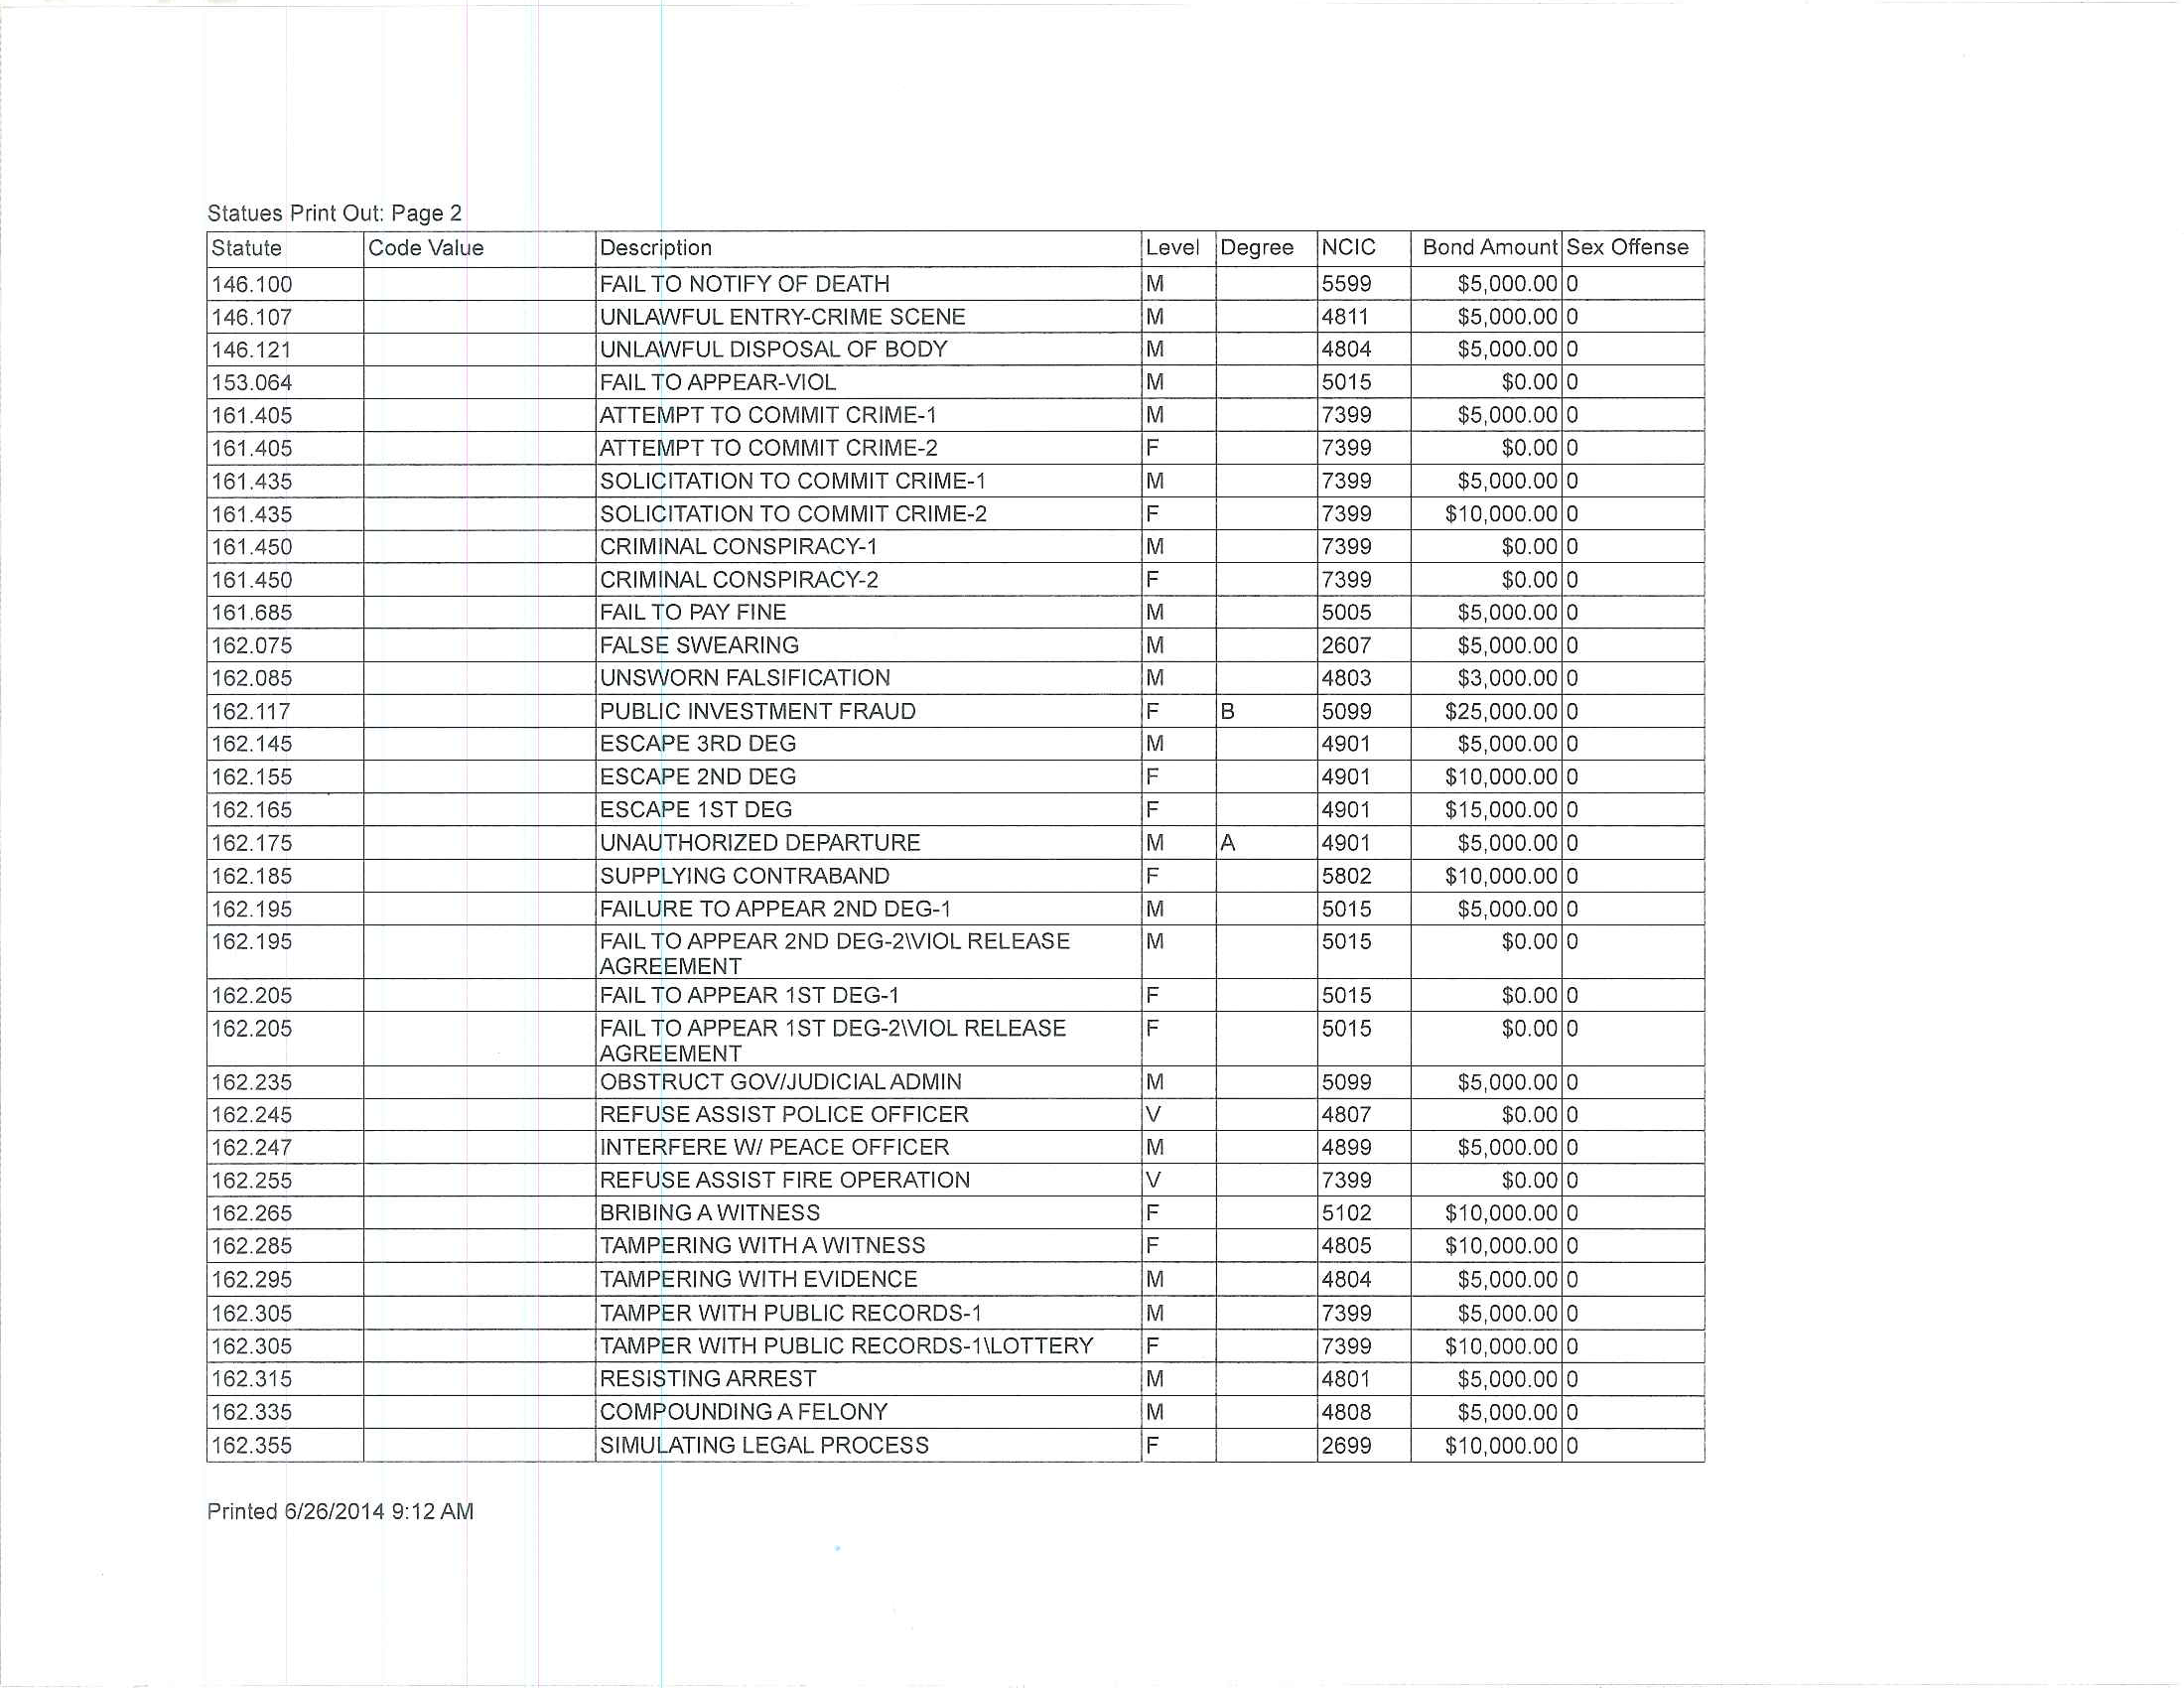 Statues Print Out: Page 2
Statute Code Value Description Level Degree NCIC Bond Amount Sex Offense
146.100 FAIL TO NOTIFY OF DEATH M 5599 $5,000.00 0
146.107 UNLAWFUL ENTRY-CRIME SCENE M 4811 $5,000.00 0
146.121 UNLAWFUL DISPOSAL OF BODY M 4804 $5,000.00 0
153.064 FAIL TO APPEAR-VIOL M 5015 $0.00 0
161.405 ATTEMPT TO COMMIT CRIME-1 M 7399 $5,000.00 0
161.405 ATTEMPT TO COMMIT CRIME-2 F 7399 $0.00 0
161.435 SOLICITATION TO COMMIT CRIME-1 M 7399 $5,000.00 0
161.435 SOLICITATION TO COMMIT CRIME-2 F 7399 $10,000.00 0
161.450 CRIMINAL CONSPIRACY-1 M 7399 $0.00 0
161.450 CRIMINAL CONSPIRACY-2 F 7399 $0.00 0
161.685 FAIL TO PAY FINE M 5005 $5,000.00 0
162.075 FALSE SWEARING M 2607 $5,000.00 0
162.085 UNSWORN FALSIFICATION M 4803 $3,000.00 0
162.117 PUBLIC INVESTMENT FRAUD F B 5099 $25,000.00 0
162.145 ESCAPE 3RD DEG M 4901 $5,000.00 0
162.155 ESCAPE 2ND DEG F 4901 $10,000.00 0
162.165 ESCAPE 1ST DEG F 4901 $15,000.00 0
162.175 UNAUTHORIZED DEPARTURE M A 4901 $5,000.00 0
162.185 SUPPLYING CONTRABAND F 5802 $10,000.00 0
162.195 FAILURE TO APPEAR 2ND DEG-1 M 5015 $5,000.00 0
162.195 FAIL TO APPEAR 2ND DEG-2\VIOL RELEASE M 5015 $0.00 0
AGREEMENT
162.205 FAIL TO APPEAR 1ST DEG-1 F 5015 $0.00 0
162.205 FAIL TO APPEAR 1ST DEG-2\VIOL RELEASE F 5015 $0.00 0
AGREEMENT
162.235 OBSTRUCT GOV/JUDICIAL ADMIN M 5099 $5,000.00 0
162.245 REFUSE ASSIST POLICE OFFICER V 4807 $0.00 0
162.247 INTERFERE W/ PEACE OFFICER M 4899 $5,000.00 0
162.255 REFUSE ASSIST FIRE OPERATION V 7399 $0.00 0
162.265 BRIBING A WITNESS F 5102 $10,000.00 0
162.285 TAMPERING WITH A WITNESS F 4805 $10,000.00 0
162.295 TAMPERING WITH EVIDENCE M 4804 $5,000.00 0
162.305 TAMPER WITH PUBLIC RECORDS-1 M 7399 $5,000.00 0
162.305 TAMPER WITH PUBLIC RECORDS-1\LOTTERY F 7399 $10,000.00 0
162.315 RESISTING ARREST M 4801 $5,000.00 0
162.335 COMPOUNDING A FELONY M 4808 $5,000.00 0
162.355 SIMULATING LEGAL PROCESS F 2699 $10,000.00 0
Printed 6/26/2014 9:12 AM